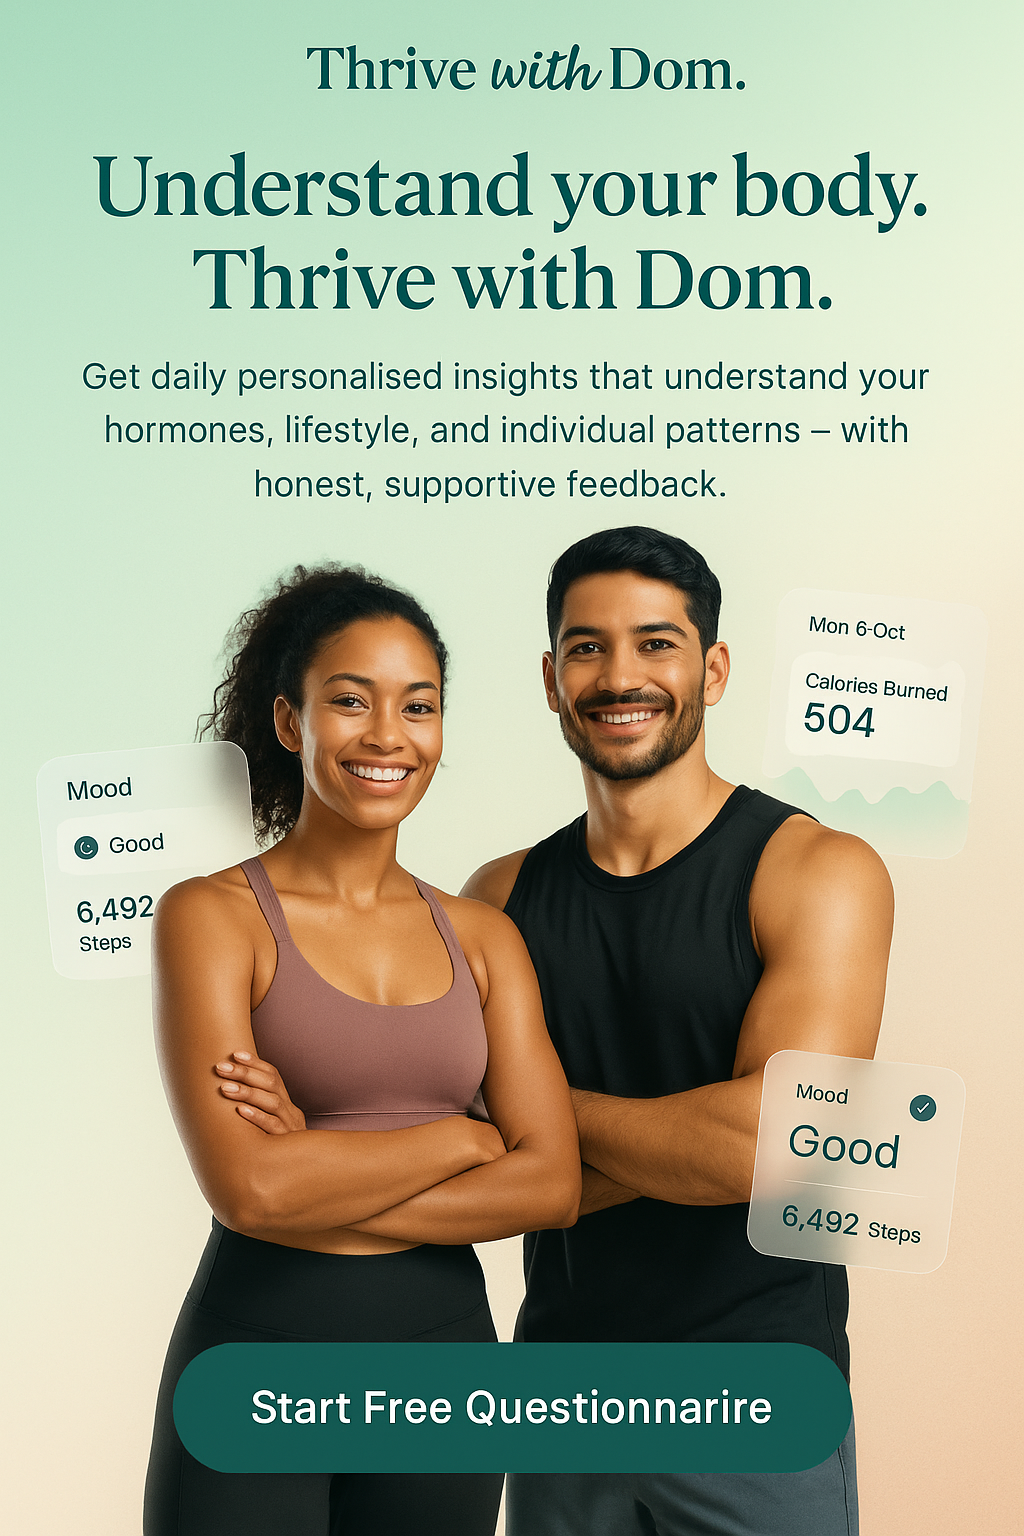 Thrive with Dom.
Understand your body.
Thrive with Dom.
Get daily personalised insights that understand your
hormones, lifestyle, and individual patterns – with
honest, supportive feedback.
Mon 6-Oct
Calories Burned
504
Mood
Good
6,492
Steps
Mood
Good
6,492 Steps
Start Free Questionnarire